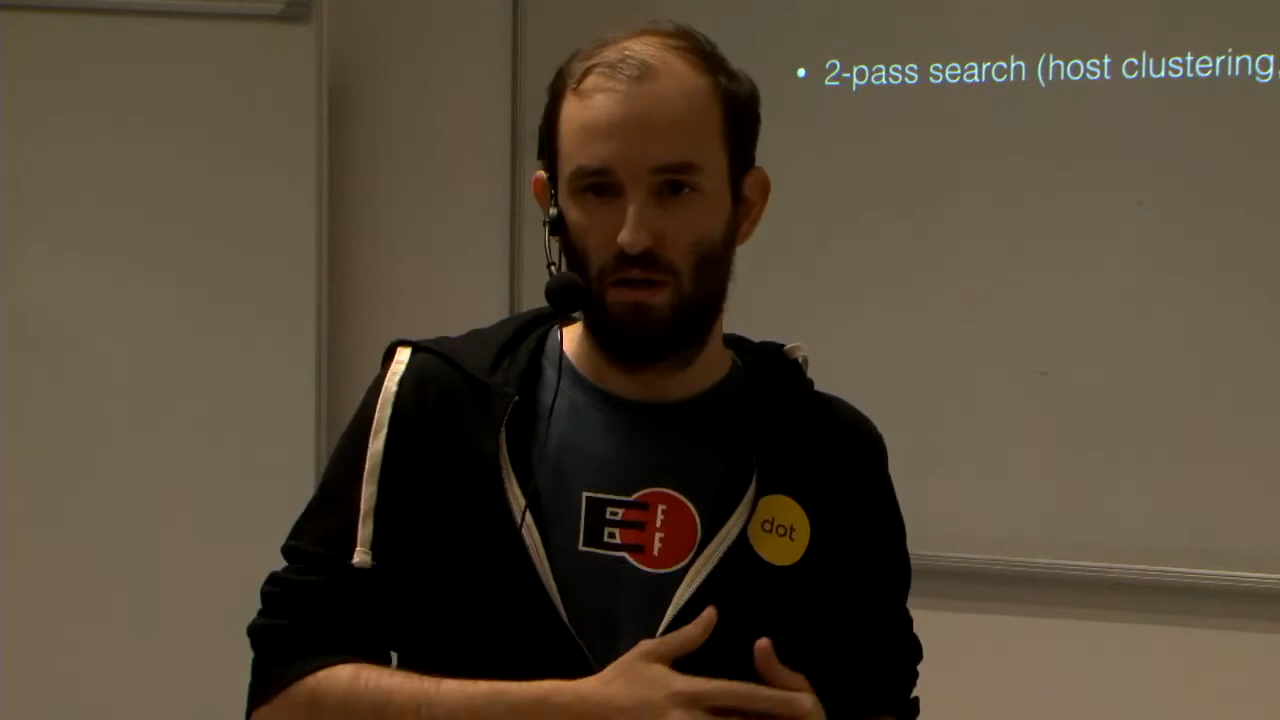 • 2-pass search (host clustering,
EFF
dot